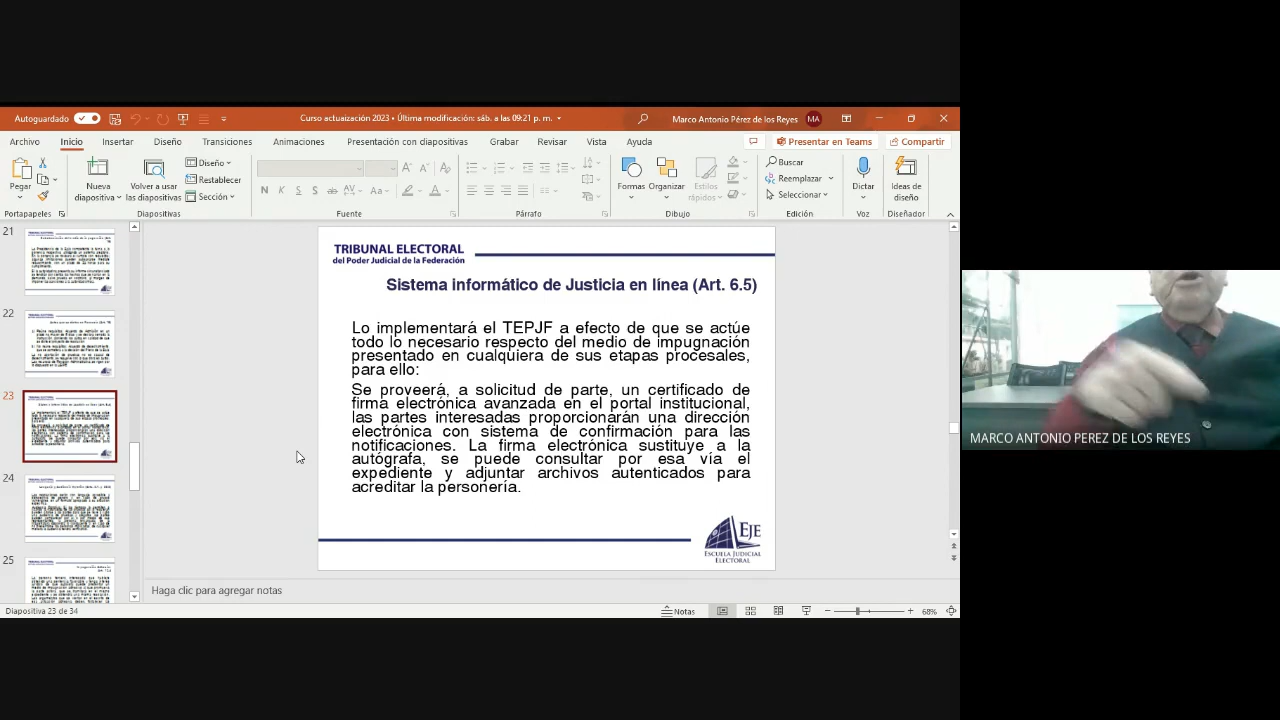 Autoguardado
Curso actuaización 2023 • Última modificación: sáb. a las 09:21 p. m.
Marco Antonio Pérez de los Reyes
MA
Archivo Inicio Insertar Diseño Transiciones Animaciones Presentación con diapositivas Grabar Revisar Vista Ayuda
Presentar en Teams
Compartir
Pegar
Nueva diapositiva
Volver a usar las diapositivas
Diseño
Restablecer
Sección
N K S S ab AV Aa A
Formas
Organizar
Estilos rápidos
Buscar
Reemplazar
Seleccionar
Dictar
Ideas de diseño
Portapapeles Diapositivas Fuente Párrafo Dibujo Edición Voz Diseñador
21
22
23
24
25
TRIBUNAL ELECTORAL
del Poder Judicial de la Federación
Sistema informático de Justicia en línea (Art. 6.5)
Lo implementará el TEPJF a efecto de que se actúe
todo lo necesario respecto del medio de impugnación
presentado en cualquiera de sus etapas procesales,
para ello:
Se proveerá, a solicitud de parte, un certificado de
firma electrónica avanzada en el portal institucional,
las partes interesadas proporcionarán una dirección
electrónica con sistema de confirmación para las
notificaciones. La firma electrónica sustituye a la
autógrafa, se puede consultar por esa vía el
expediente y adjuntar archivos autenticados para
acreditar la personería.
EJE
ESCUELA JUDICIAL
ELECTORAL
Haga clic para agregar notas
Diapositiva 23 de 34
Notas
68%
MARCO ANTONIO PEREZ DE LOS REYES